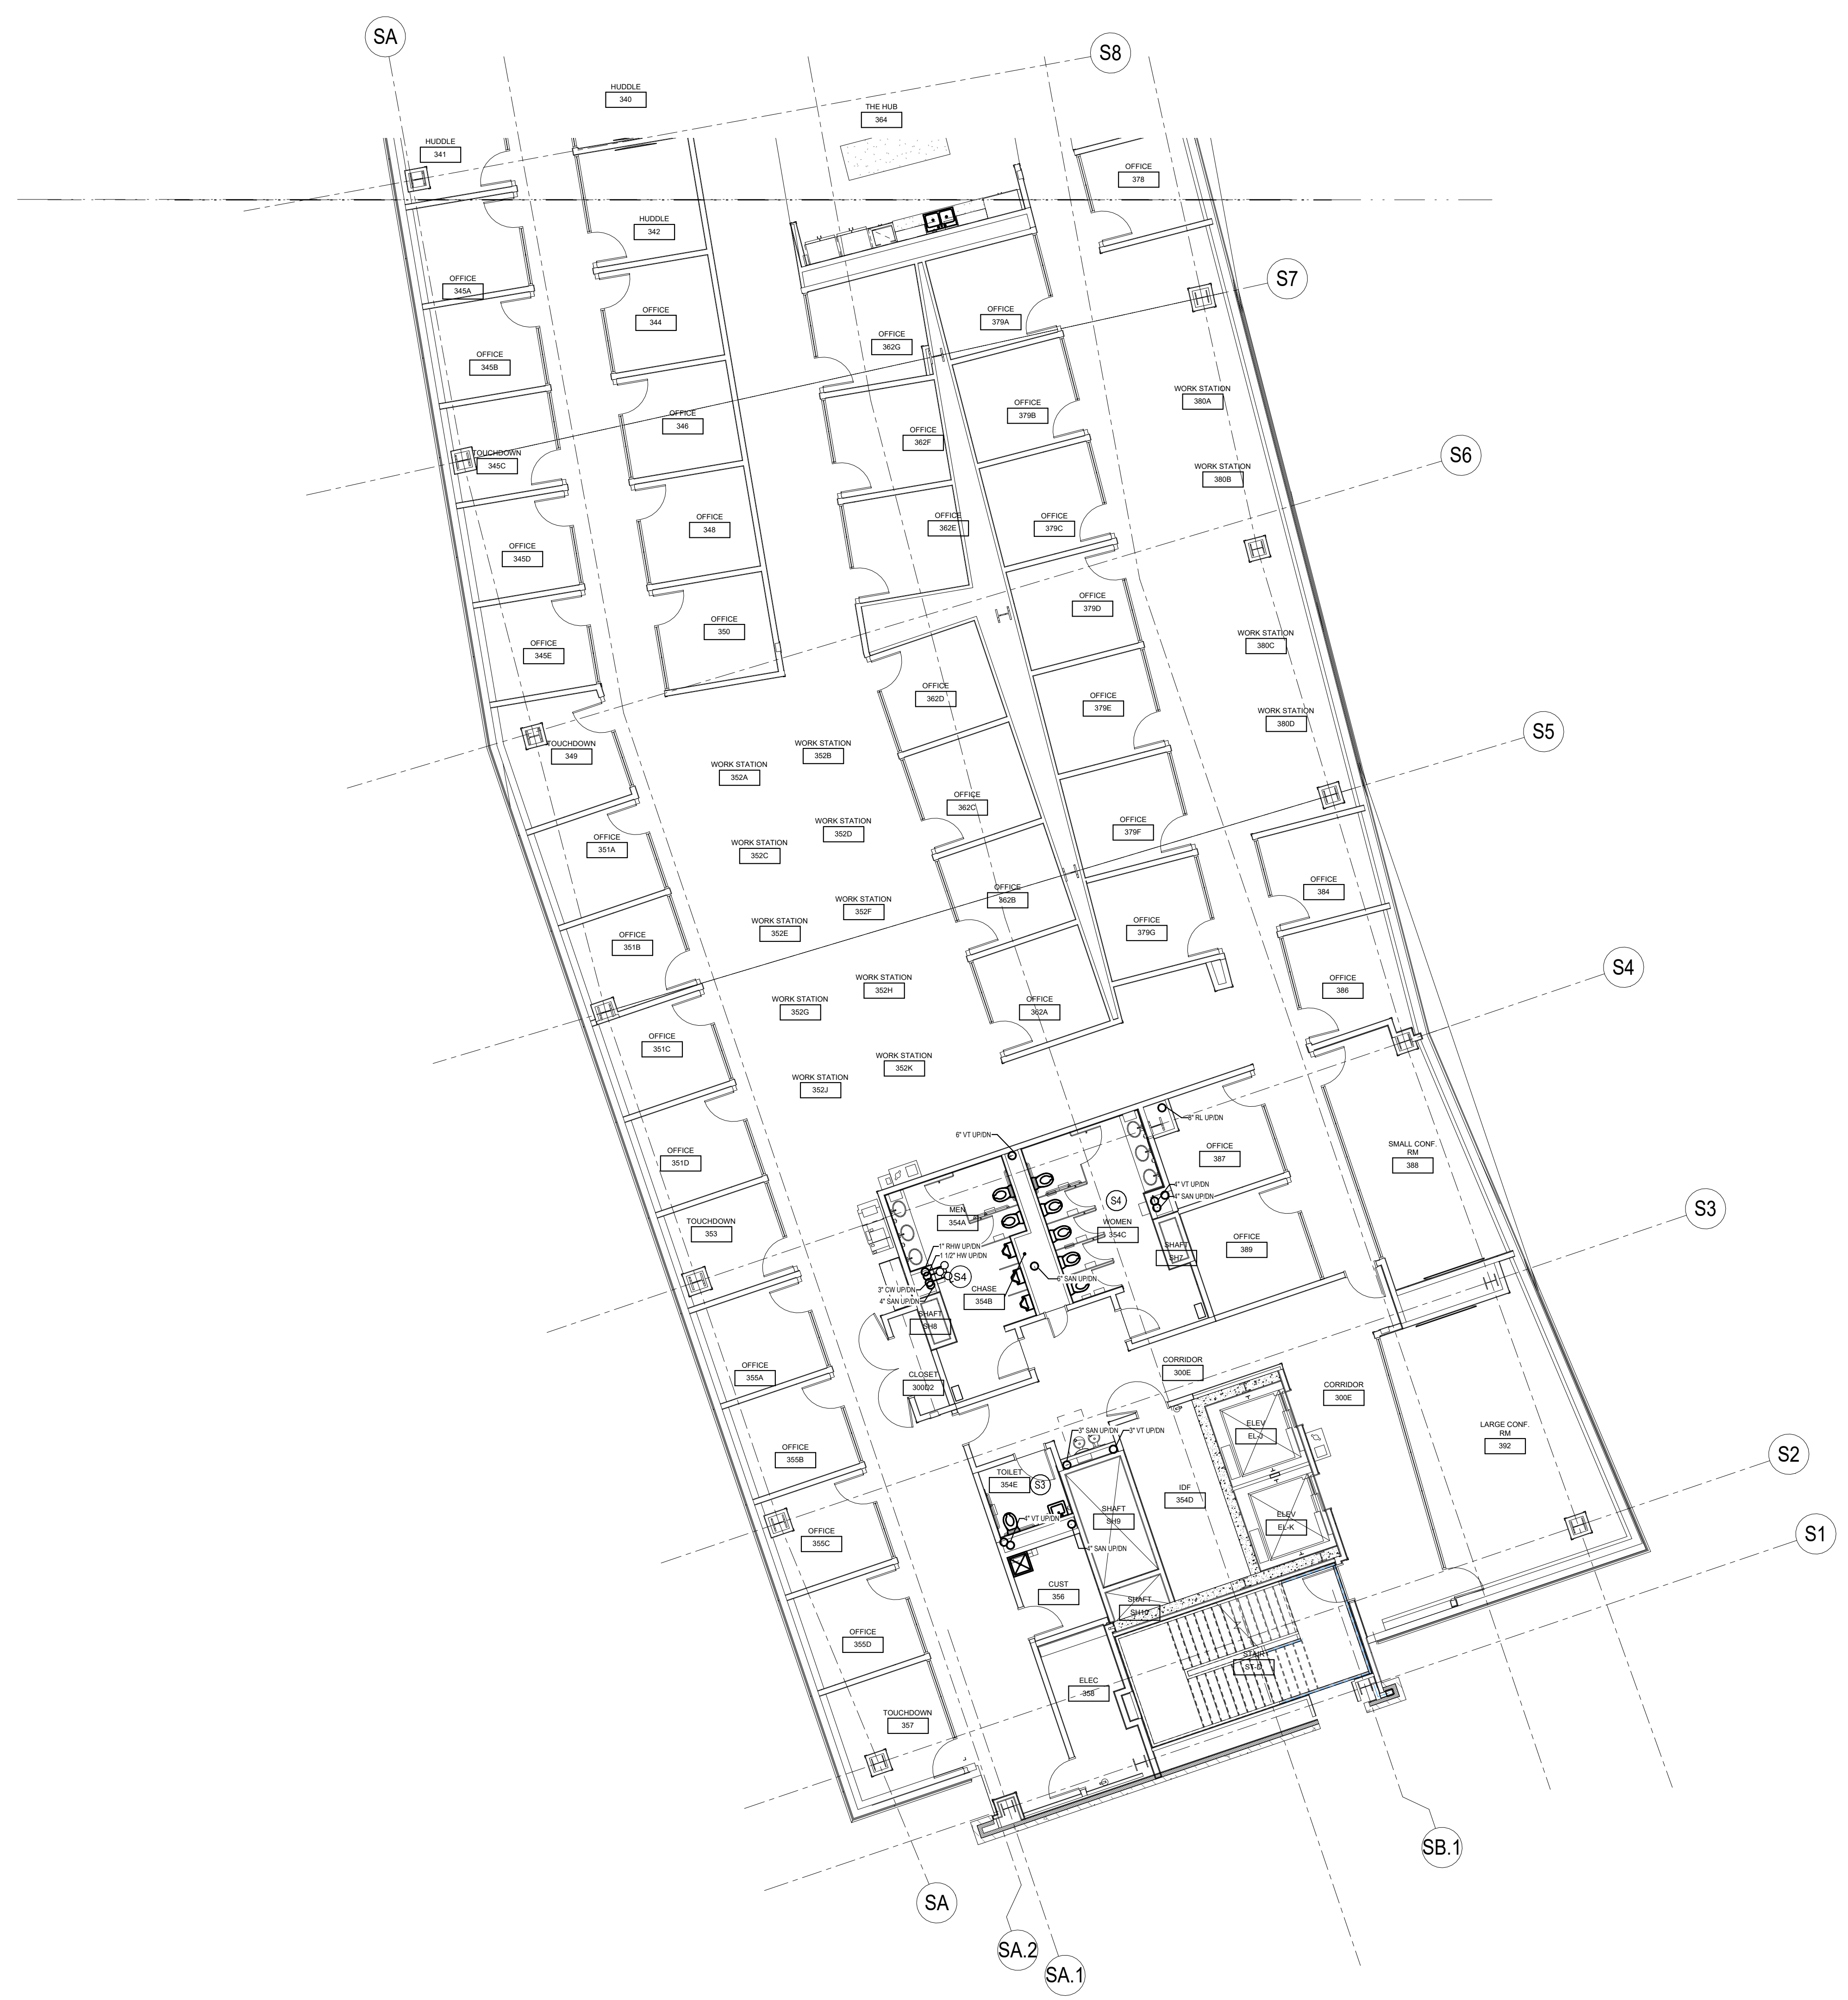 SA
S8
HUDDLE
340
THE HUB
364
HUDDLE
341
OFFICE
378
HUDDLE
342
S7
OFFICE
345A
OFFICE
344
OFFICE
379A
OFFICE
362G
OFFICE
345B
WORK STATION
380A
OFFICE
346
OFFICE
379B
OFFICE
362F
S6
TOUCHDOWN
345C
WORK STATION
380B
OFFICE
348
OFFICE
362E
OFFICE
379C
OFFICE
345D
OFFICE
379D
OFFICE
350
WORK STATION
380C
OFFICE
345E
OFFICE
362D
OFFICE
379E
WORK STATION
380D
S5
TOUCHDOWN
349
WORK STATION
352B
WORK STATION
352A
OFFICE
362C
WORK STATION
352D
OFFICE
379F
OFFICE
351A
WORK STATION
352C
OFFICE
384
OFFICE
362B
WORK STATION
352F
WORK STATION
352E
OFFICE
379G
OFFICE
351B
S4
WORK STATION
352H
OFFICE
386
WORK STATION
352G
OFFICE
362A
OFFICE
351C
WORK STATION
352K
WORK STATION
352J
6" RL UP/DN
6" VT UP/DN
SMALL CONF.
RM
388
OFFICE
387
OFFICE
351D
4" VT UP/DN
4" SAN UP/DN
S4
S3
MEN
354A
TOUCHDOWN
353
WOMEN
354C
OFFICE
389
SHAFT
SH7
1" RHW UP/DN
1 1/2" HW UP/DN
S4
6" SAN UP/DN
3" CW UP/DN
4" SAN UP/DN
CHASE
354B
SHAFT
SH8
CORRIDOR
300E
OFFICE
355A
CLOSET
300D2
CORRIDOR
300E
ELEV
EL-J
LARGE CONF.
RM
392
3" SAN UP/DN
3" VT UP/DN
OFFICE
355B
S2
TOILET
354E
S3
IDF
354D
SHAFT
SH9
ELEV
EL-K
4" VT UP/DN
OFFICE
355C
S1
4" SAN UP/DN
CUST
356
SHAFT
SH10
OFFICE
355D
STAIR
ST-D
ELEC
358
TOUCHDOWN
357
SB.1
SA
SA.2
SA.1